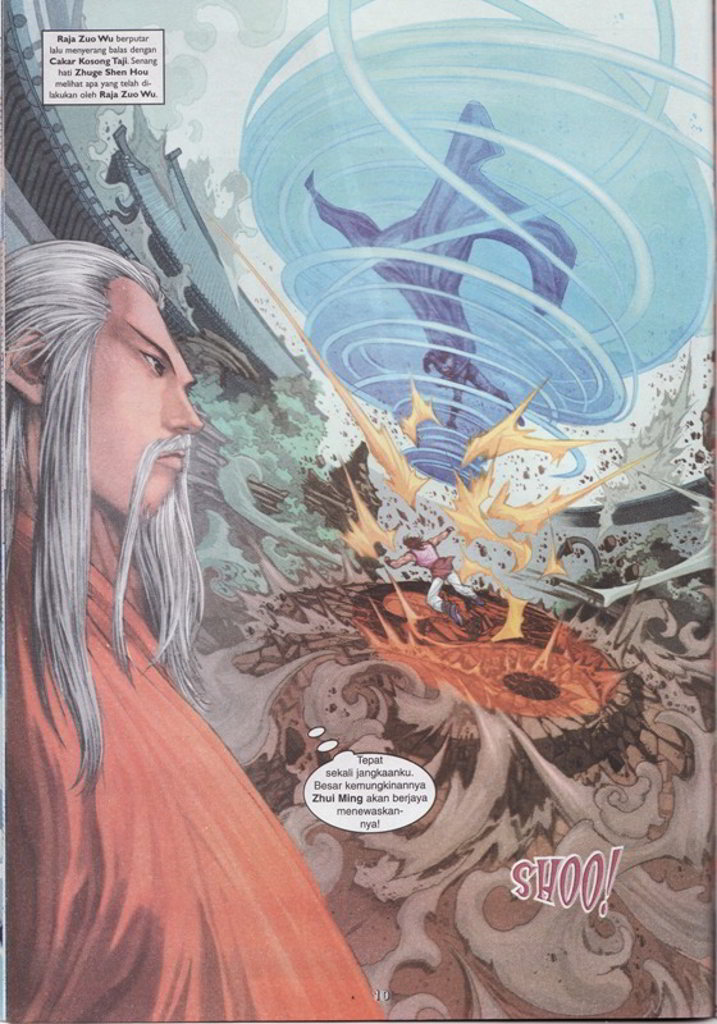 Raja Zuo Wu berputar
lalu menyerang balas dengan
Cakar Kosong Taji. Senang
hati Zhuge Shen Hou
melihat apa yang telah di-
lakukan oleh Raja Zuo Wu.
Tepat
sekali jangkaanku.
Besar kemungkinannya
Zhui Ming akan berjaya
menewaskan-
nya!
SHOO!
10